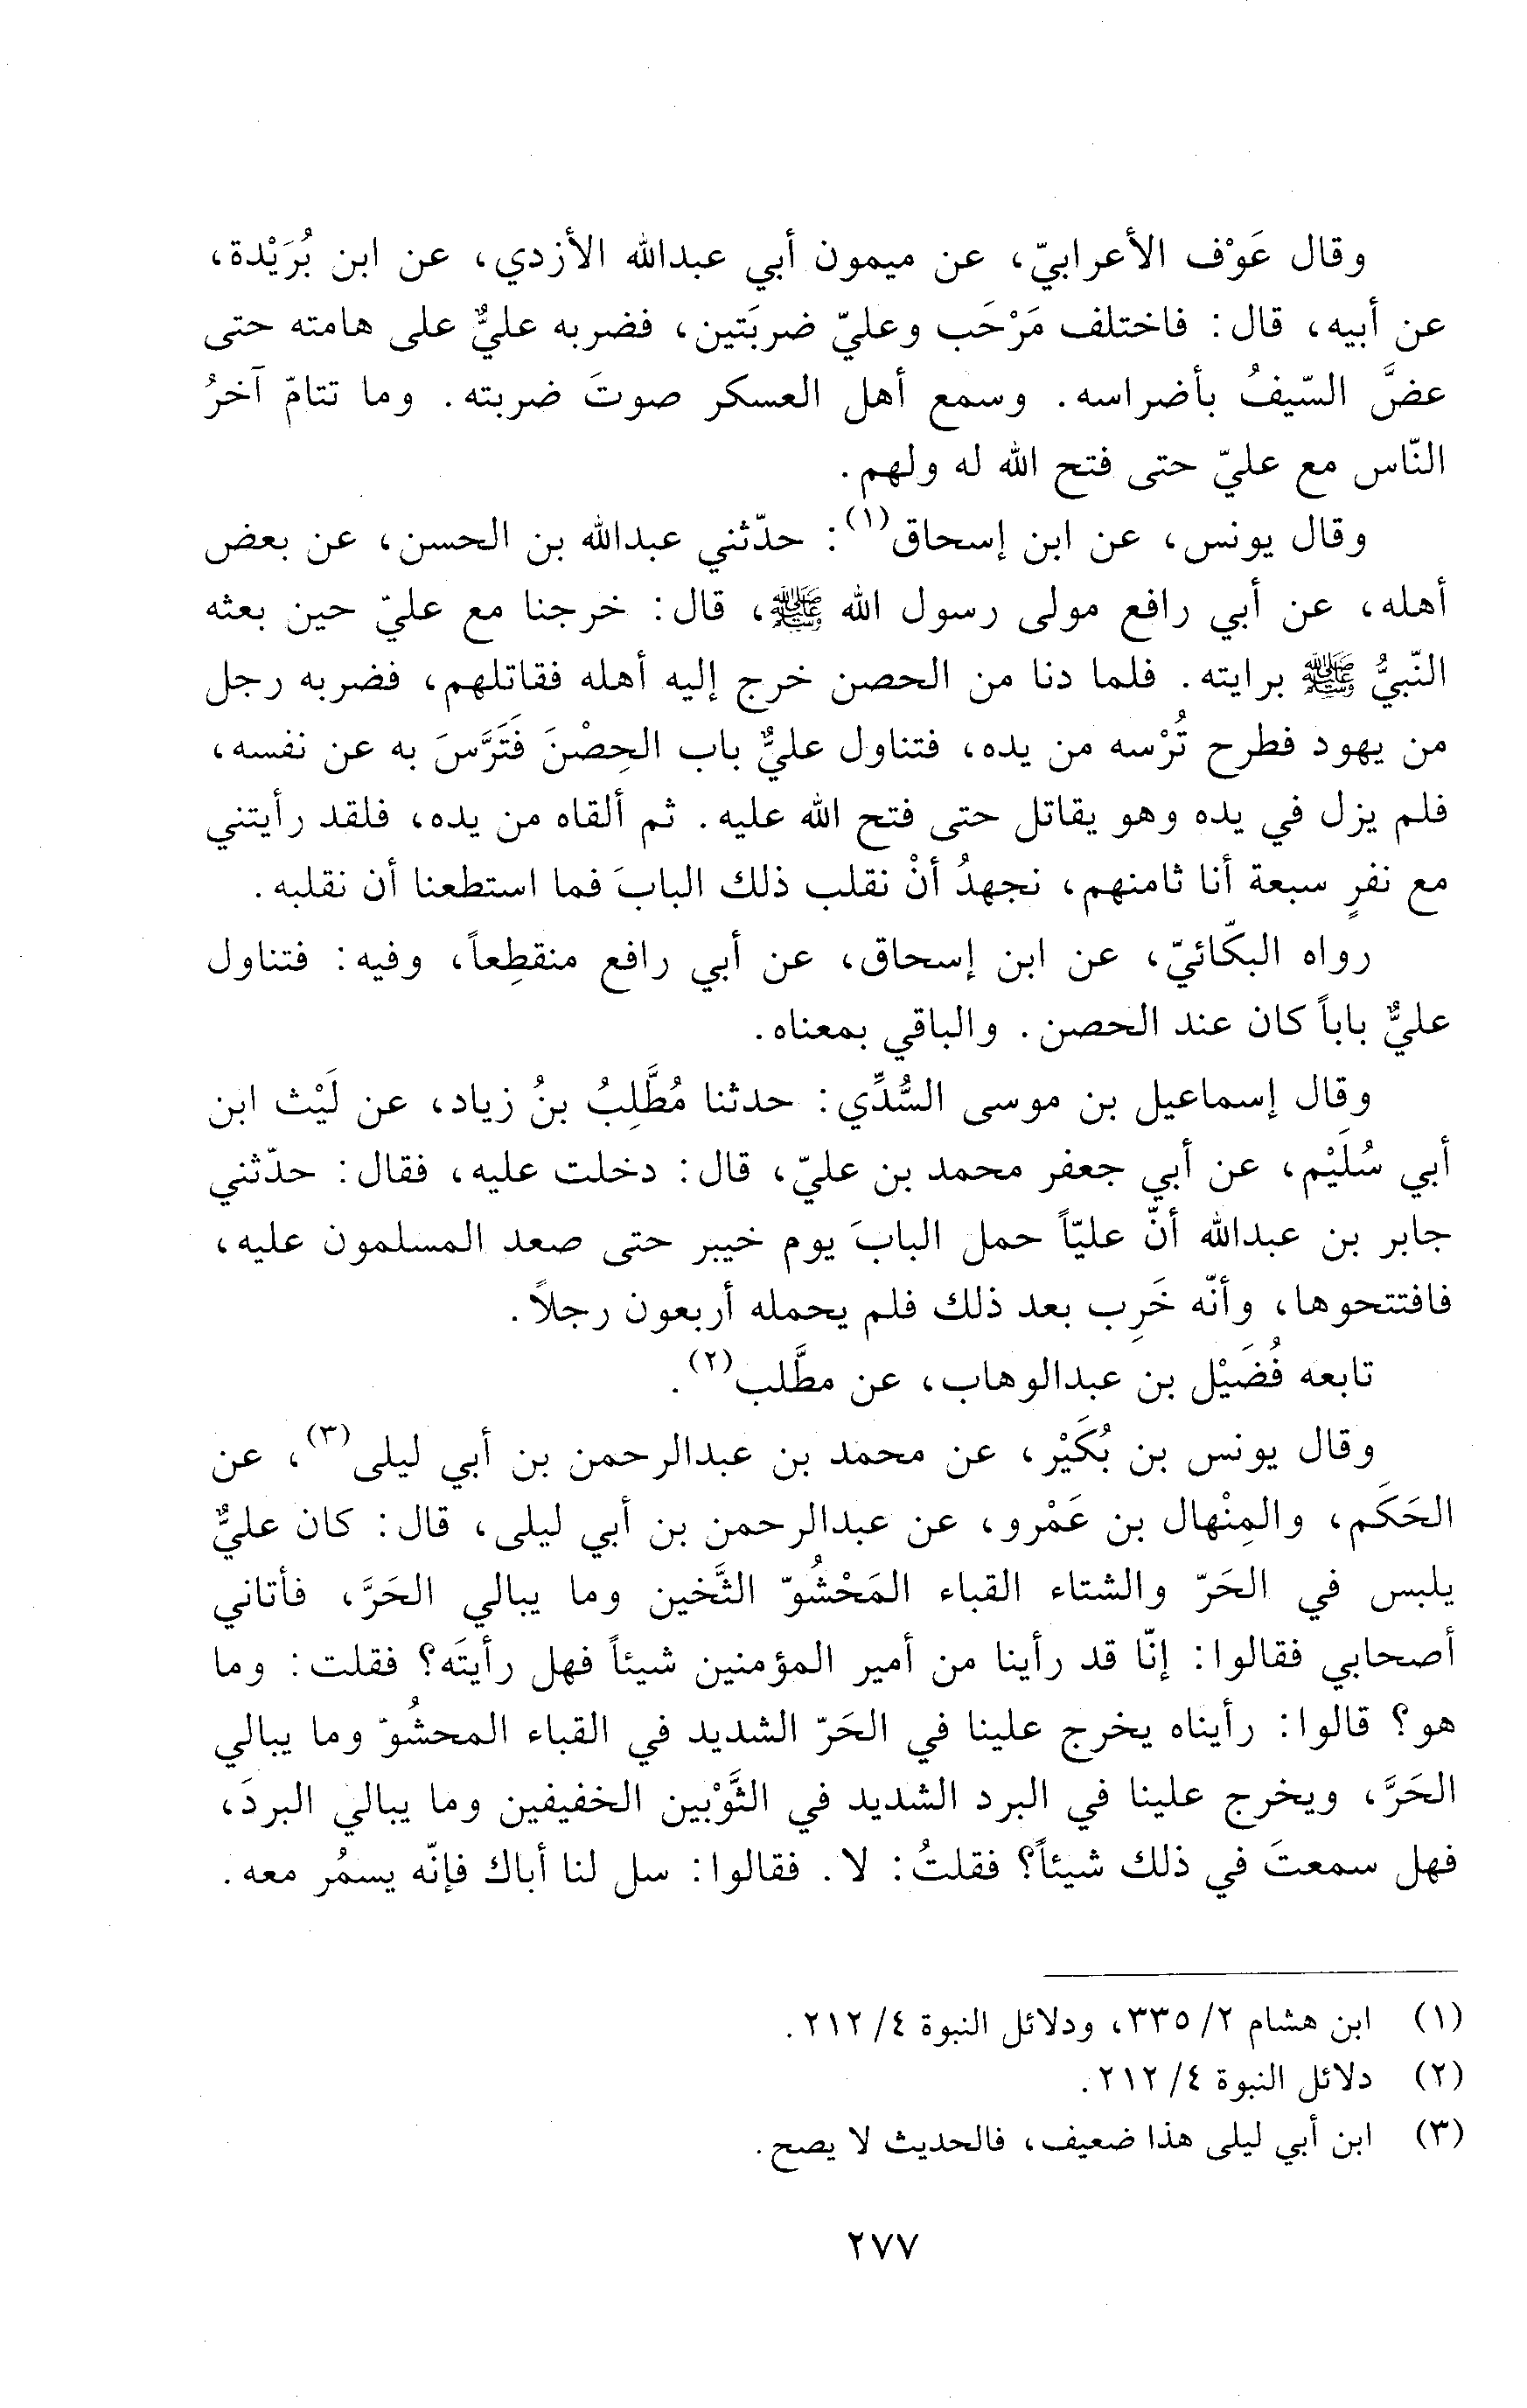 وقال عَوْف الأعرابيّ، عن ميمون أبي عبدالله الأزدي، عن ابن بُرَيْدة،
عن أبيه، قال: فاختلف مَرْحَب وعليّ ضربَتين، فضربه عليٌّ على هامته حتى
عضَّ السّيفُ بأضراسه. وسمع أهل العسكر صوتَ ضربته. وما تتامّ آخرُ
النّاس مع عليّ حتى فتح الله له ولهم.
وقال يونس، عن ابن إسحاق(١): حدّثني عبدالله بن الحسن، عن بعض
أهله، عن أبي رافع مولى رسول الله ﷺ، قال: خرجنا مع عليّ حين بعثه
النّبيُّ ﷺ برايته. فلما دنا من الحصن خرج إليه أهله فقاتلهم، فضربه رجل
من يهود فطرح تُرْسه من يده، فتناول عليٌّ باب الحِصْنَ فَتَرَّسَ به عن نفسه،
فلم يزل في يده وهو يقاتل حتى فتح الله عليه. ثم ألقاه من يده، فلقد رأيتني
مع نفرٍ سبعة أنا ثامنهم، نجهدُ أنْ نقلب ذلك البابَ فما استطعنا أن نقلبه.
رواه البكّائيّ، عن ابن إسحاق، عن أبي رافع منقطِعاً، وفيه: فتناول
عليٌّ باباً كان عند الحصن. والباقي بمعناه.
وقال إسماعيل بن موسى السُّدِّي: حدثنا مُطَّلِبُ بنُ زياد، عن لَيْث ابن
أبي سُلَيْم، عن أبي جعفر محمد بن عليّ، قال: دخلت عليه، فقال: حدّثني
جابر بن عبدالله أنّ عليّاً حمل البابَ يوم خيبر حتى صعد المسلمون عليه،
فافتتحوها، وأنّه خَرِب بعد ذلك فلم يحمله أربعون رجلاً.
تابعه فُضَيْل بن عبدالوهاب، عن مطَّلب(٢).
وقال يونس بن بُكَيْر، عن محمد بن عبدالرحمن بن أبي ليلى(٣)، عن
الحَكَم، والمِنْهال بن عَمْرو، عن عبدالرحمن بن أبي ليلى، قال: كان عليٌّ
يلبس في الحَرّ والشتاء القباء المَحْشُوّ الثَّخين وما يبالي الحَرَّ، فأتاني
أصحابي فقالوا: إنّا قد رأينا من أمير المؤمنين شيئاً فهل رأيتَه؟ فقلت: وما
هو؟ قالوا: رأيناه يخرج علينا في الحَرّ الشديد في القباء المحشُوّ وما يبالي
الحَرَّ، ويخرج علينا في البرد الشديد في الثَّوْبين الخفيفين وما يبالي البردَ،
فهل سمعتَ في ذلك شيئاً؟ فقلتُ: لا. فقالوا: سل لنا أباك فإنّه يسمُر معه.
(١) ابن هشام ٢/ ٣٣٥، ودلائل النبوة ٤/ ٢١٢.
(٢) دلائل النبوة ٤/ ٢١٢.
(٣) ابن أبي ليلى هذا ضعيف، فالحديث لا يصح.
٢٧٧